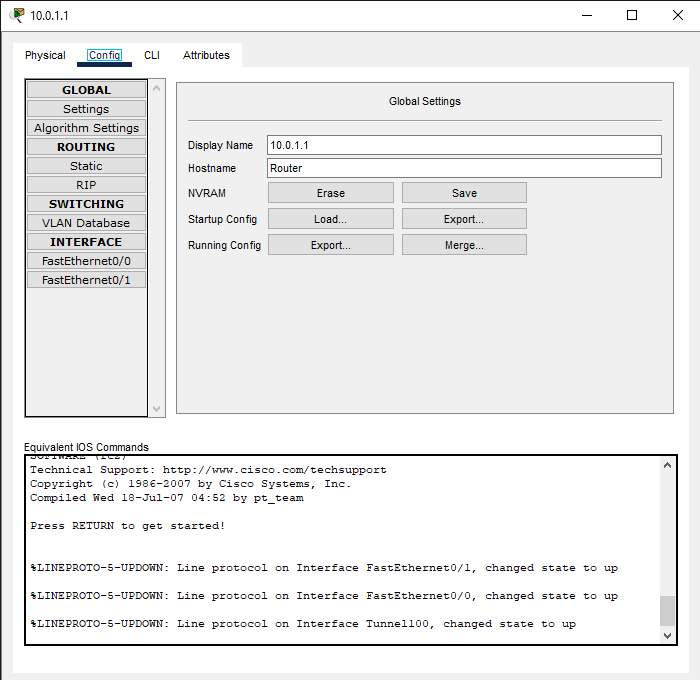 10.0.1.1
Physical Config CLI Attributes
GLOBAL
Settings
Algorithm Settings
ROUTING
Static
RIP
SWITCHING
VLAN Database
INTERFACE
FastEthernet0/0
FastEthernet0/1
Global Settings
Display Name 10.0.1.1
Hostname Router
NVRAM Erase Save
Startup Config Load... Export...
Running Config Export... Merge...
Equivalent IOS Commands
SOFTWARE (fc2)
Technical Support: http://www.cisco.com/techsupport
Copyright (c) 1986-2007 by Cisco Systems, Inc.
Compiled Wed 18-Jul-07 04:52 by pt_team
Press RETURN to get started!
%LINEPROTO-5-UPDOWN: Line protocol on Interface FastEthernet0/1, changed state to up
%LINEPROTO-5-UPDOWN: Line protocol on Interface FastEthernet0/0, changed state to up
%LINEPROTO-5-UPDOWN: Line protocol on Interface Tunnel100, changed state to up